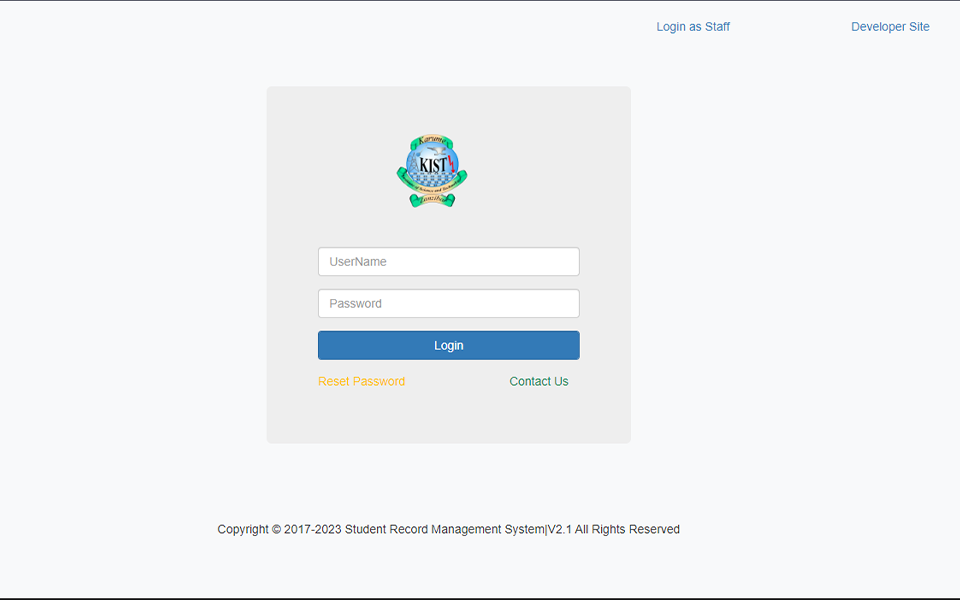 Login as Staff
Developer Site
Karume
KIST
of Science and Technology
Zanzibar
UserName
Password
Login
Reset Password
Contact Us
Copyright © 2017-2023 Student Record Management System|V2.1 All Rights Reserved